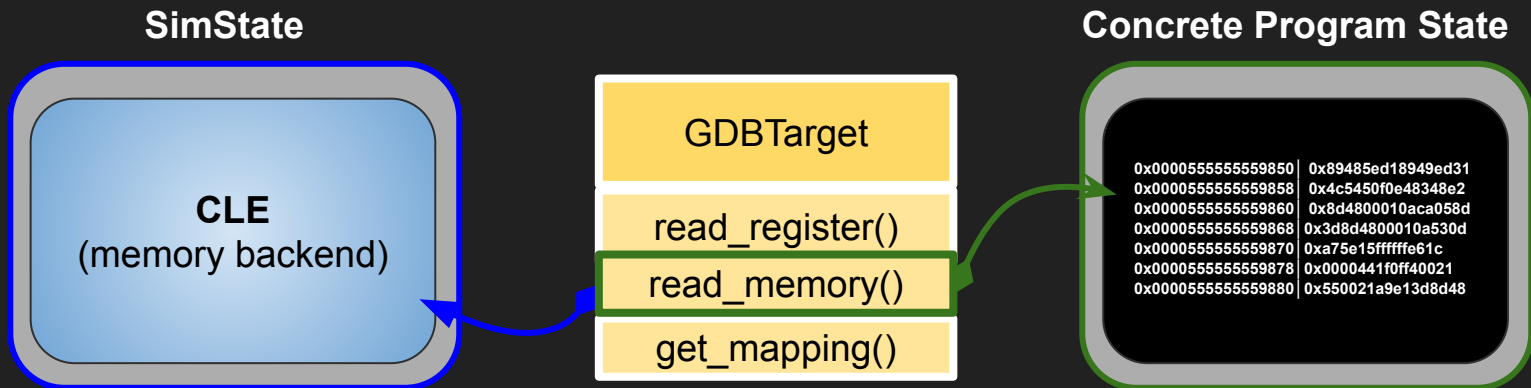 SimState
Concrete Program State
CLE
(memory backend)
GDBTarget
read_register()
read_memory()
get_mapping()
0x0000555555559850| 0x89485ed18949ed31
0x0000555555559858| 0x4c5450f0e48348e2
0x0000555555559860| 0x8d4800010aca058d
0x0000555555559868| 0x3d8d4800010a530d
0x0000555555559870| 0xa75e15ffffffe61c
0x0000555555559878| 0x0000441f0ff40021
0x0000555555559880| 0x550021a9e13d8d48